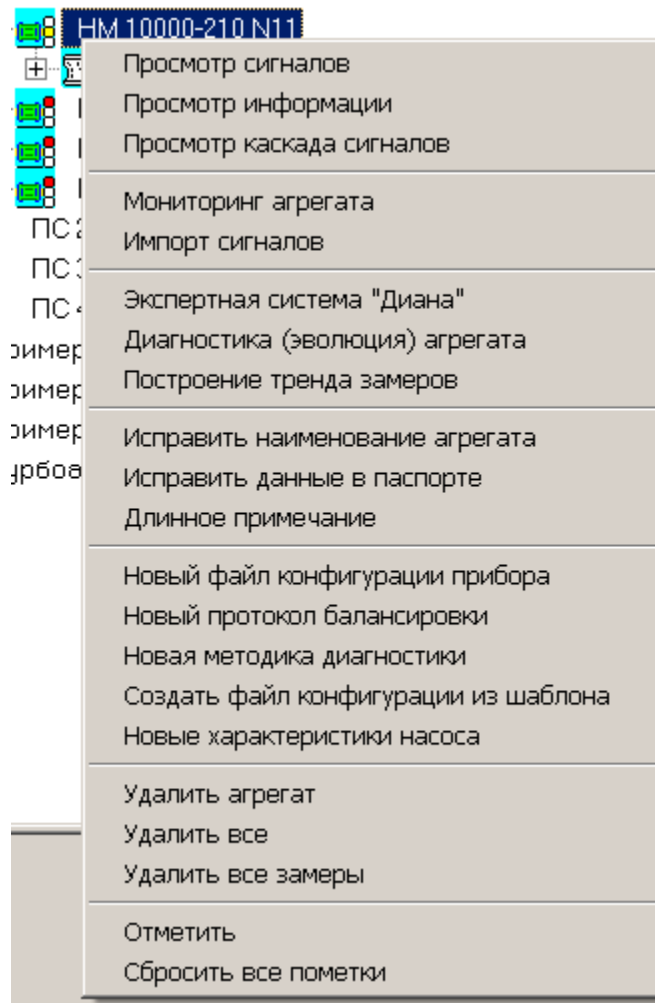 НМ 10000-210 N11
Просмотр сигналов
Просмотр информации
Просмотр каскада сигналов
Мониторинг агрегата
ПС
Импорт сигналов
ПС
Экспертная система "Диана"
ПС
Диагностика (эволюция) агрегата
Построение тренда замеров
Исправить наименование агрегата
Исправить данные в паспорте
Длинное примечание
Новый файл конфигурации прибора
Новый протокол балансировки
Новая методика диагностики
Создать файл конфигурации из шаблона
Новые характеристики насоса
Удалить агрегат
Удалить все
Удалить все замеры
Отметить
Сбросить все пометки